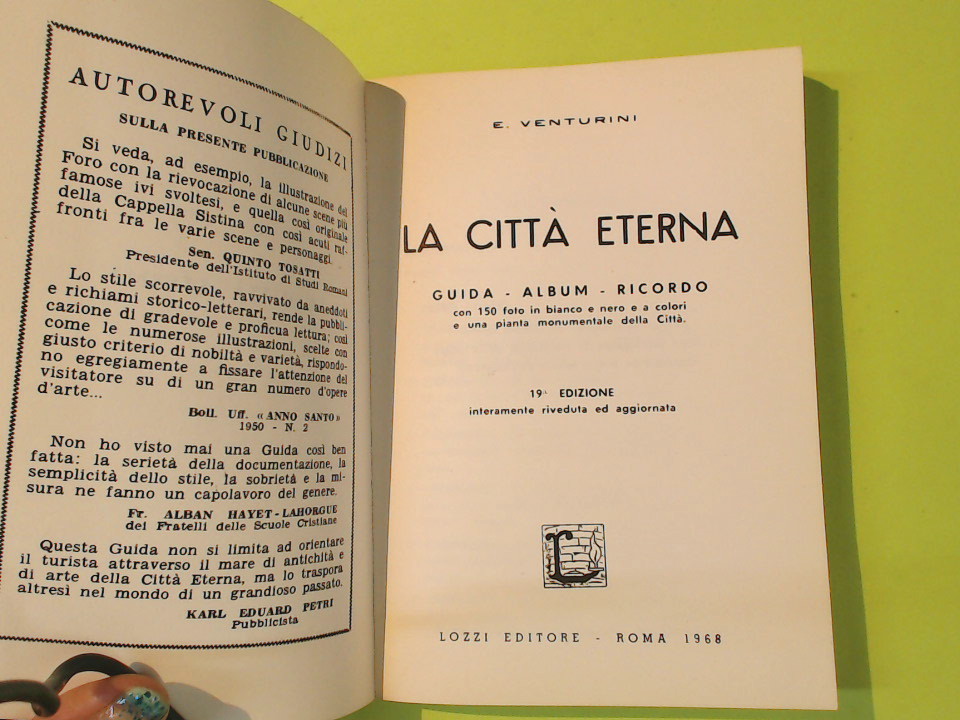 AUTOREVOLI GIUDIZI
SULLA PRESENTE PUBBLICAZIONE
Si veda, ad esempio, la illustrazione del
Foro con la rievocazione di alcune scene più
famose ivi svoltesi, e quella così originale
della Cappella Sistina con così acuti raf-
fronti fra le varie scene e personaggi.
Sen. QUINTO TOSATTI
Presidente dell'Istituto di Studi Romani
Lo stile scorrevole, ravvivato da aneddoti
e richiami storico-letterari, rende la pubbli-
cazione di gradevole e proficua lettura; così
come le numerose illustrazioni, scelte con
giusto criterio di nobiltà e varietà, rispondo-
no egregiamente a fissare l'attenzione del
visitatore su di un gran numero d'opere
d'arte...
Boll. Uff. «ANNO SANTO»
1950 - N. 2
Non ho visto mai una Guida così ben
fatta: la serietà della documentazione, la
semplicità dello stile, la sobrietà e la mi-
sura ne fanno un capolavoro del genere.
Fr. ALBAN HAYET-LAHORGUE
dei Fratelli delle Scuole Cristiane
Questa Guida non si limita ad orientare
il turista attraverso il mare di antichità e
di arte della Città Eterna, ma lo traspora
altresì nel mondo di un grandioso passato.
KARL EDUARD PETRI
Pubblicista
E. VENTURINI
LA CITTÀ ETERNA
GUIDA - ALBUM - RICORDO
con 150 foto in bianco e nero e a colori
e una pianta monumentale della Città.
19ª EDIZIONE
interamente riveduta ed aggiornata
L
LOZZI EDITORE - ROMA 1968